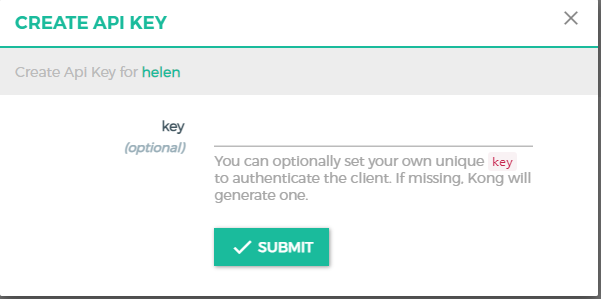 CREATE API KEY
Create Api Key for helen
key
(optional)
You can optionally set your own unique key
to authenticate the client. If missing, Kong will
generate one.
SUBMIT